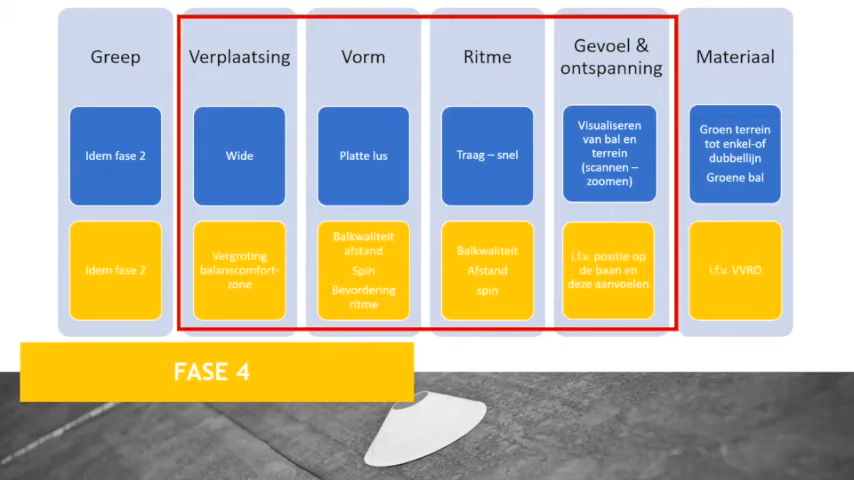 Greep
Verplaatsing
Vorm
Ritme
Gevoel &
ontspanning
Materiaal
Idem fase 2
Wide
Platte lus
Traag – snel
Visualiseren
van bal en
terrein
(scannen –
zoomen)
Groen terrein
tot enkel-of
dubbellijn
Groene bal
Idem fase 2
Vergroting
balanscomfort-
zone
Balkwaliteit
afstand
Spin
Bevordering
ritme
Balkwaliteit
Afstand
spin
i.f.v. positie op
de baan en
deze aanvoelen
i.f.v. VVRO
FASE 4